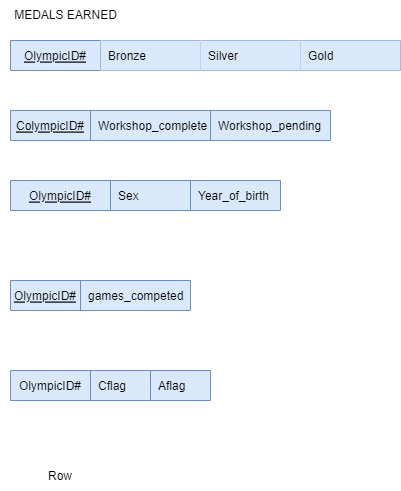 MEDALS EARNED
OlympicID# Bronze Silver Gold
ColympicID# Workshop_complete Workshop_pending
OlympicID# Sex Year_of_birth
OlympicID# games_competed
OlympicID# Cflag Aflag
Row